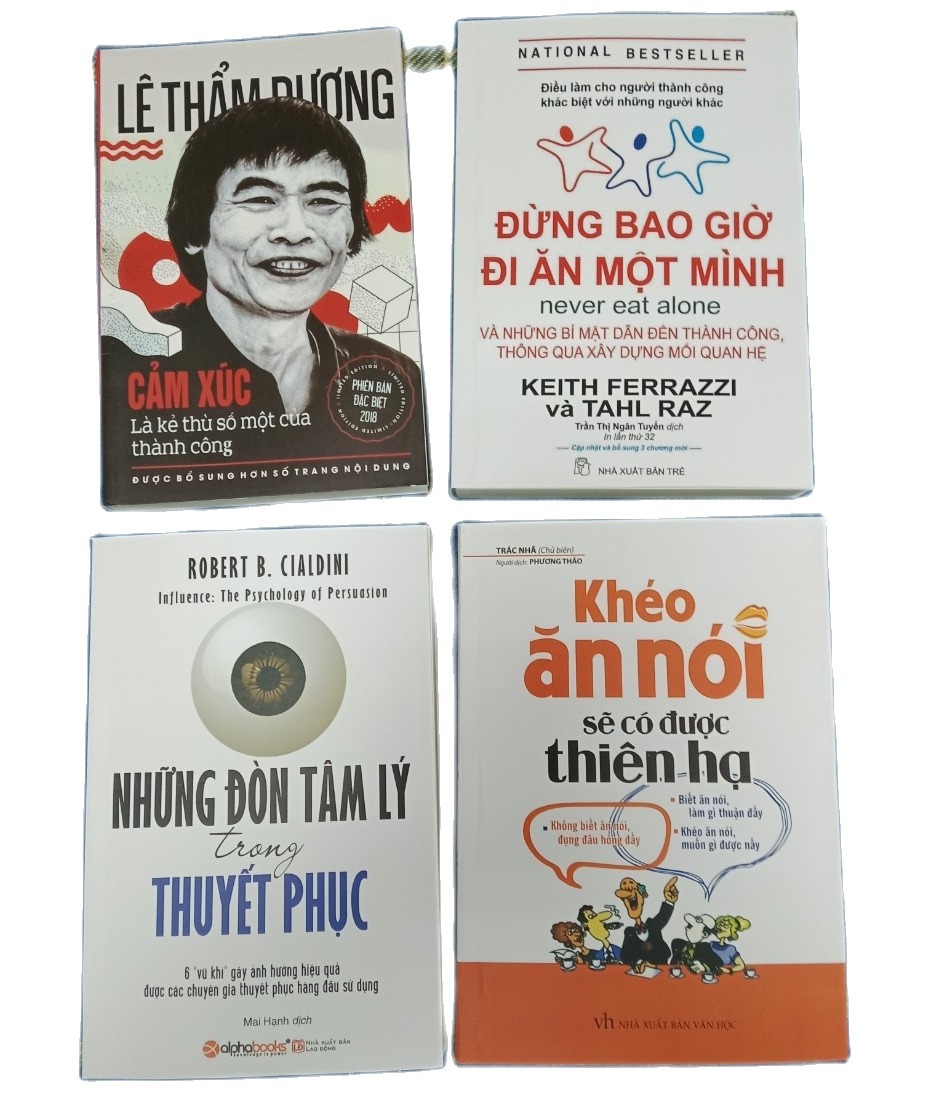 LÊ THẨM DƯƠNG
CẢM XÚC
Là kẻ thù số một của
thành công
LIMITED EDITION
PHIÊN BẢN
ĐẶC BIỆT
2018
ĐƯỢC BỔ SUNG HƠN SỐ TRANG NỘI DUNG
NATIONAL BESTSELLER
Điều làm cho người thành công
khác biệt với những người khác
ĐỪNG BAO GIỜ
ĐI ĂN MỘT MÌNH
never eat alone
VÀ NHỮNG BÍ MẬT DẪN ĐẾN THÀNH CÔNG,
THÔNG QUA XÂY DỰNG MỐI QUAN HỆ
KEITH FERRAZZI
và TAHL RAZ
Trần Thị Ngân Tuyến dịch
In lần thứ 32
Cập nhật và bổ sung 3 chương mới
NHÀ XUẤT BẢN TRẺ
ROBERT B. CIALDINI
Influence: The Psychology of Persuasion
NHỮNG ĐÒN TÂM LÝ
trong
THUYẾT PHỤC
6 "vũ khí" gây ảnh hưởng hiệu quả
được các chuyên gia thuyết phục hàng đầu sử dụng
Mai Hạnh dịch
alphabooks
knowledge is power
NHÀ XUẤT BẢN
LAO ĐỘNG
TRÁC NHÃ (Chủ biên)
Người dịch: PHƯƠNG THẢO
Khéo
ăn nói
sẽ có được
thiên hạ
Không biết ăn nói,
đụng đâu hỏng đấy
Biết ăn nói,
làm gì thuận đấy
Khéo ăn nói,
muốn gì được nấy
vh NHÀ XUẤT BẢN VĂN HỌC